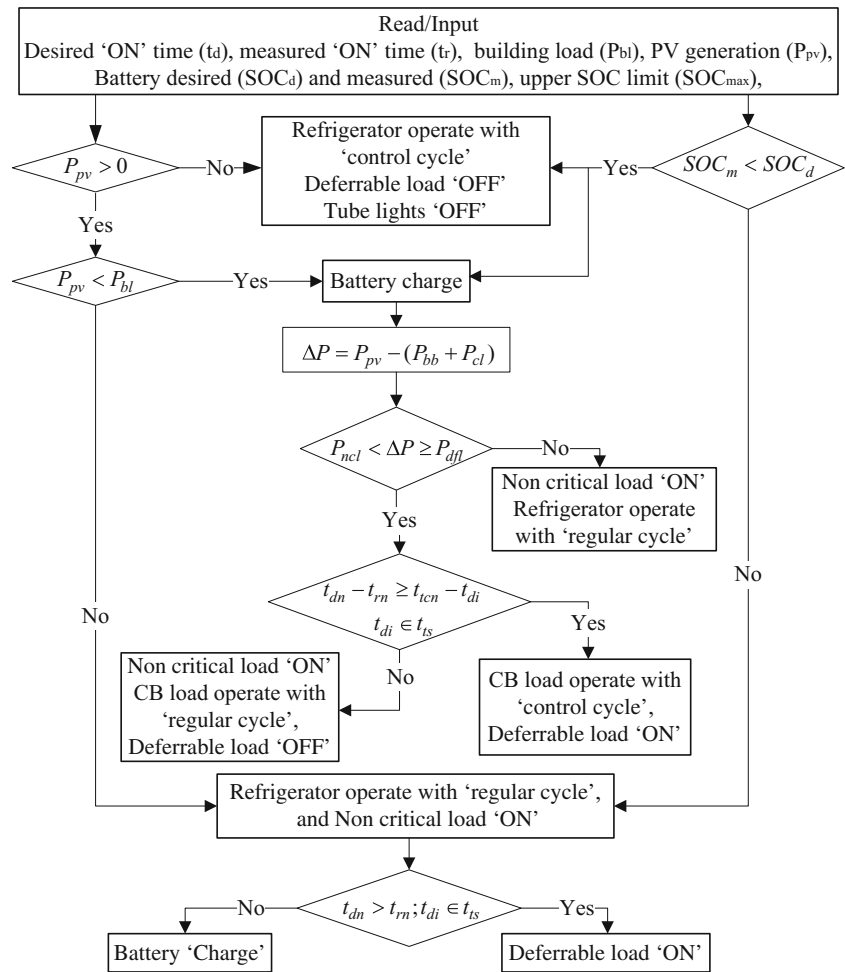 Read/Input
Desired ‘ON’ time (td), measured ‘ON’ time (tr), building load (Pbl), PV generation (Ppv),
Battery desired (SOCd) and measured (SOCm), upper SOC limit (SOCmax),
Ppv > 0
No
Refrigerator operate with
‘control cycle’
Deferrable load ‘OFF’
Tube lights ‘OFF’
Yes
SOCm < SOCd
Yes
Ppv < Pbl
Yes
Battery charge
ΔP = Ppv − (Pbb + Pcl)
Pncl < ΔP ≥ Pdfl
No
Non critical load ‘ON’
Refrigerator operate
with ‘regular cycle’
Yes
No
No
tdn − trn ≥ ttcn − tdi
tdi ∈ tts
Yes
No
Non critical load ‘ON’
CB load operate with
‘regular cycle’,
Deferrable load ‘OFF’
CB load operate with
‘control cycle’,
Deferrable load ‘ON’
Refrigerator operate with ‘regular cycle’,
and Non critical load ‘ON’
tdn > trn; tdi ∈ tts
No
Yes
Battery ‘Charge’
Deferrable load ‘ON’